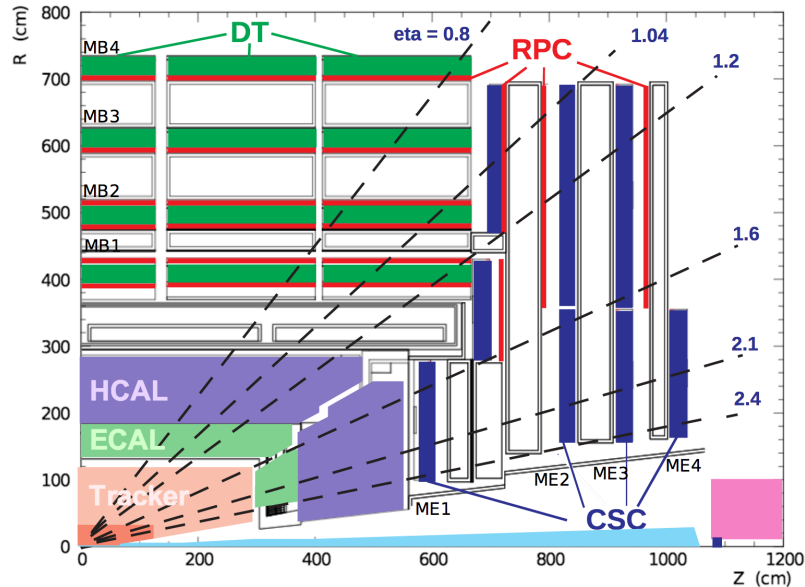 R (cm)
800
700
600
500
400
300
200
100
0
MB4
DT
eta = 0.8
1.04
RPC
1.2
MB3
MB2
MB1
1.6
2.1
2.4
HCAL
ECAL
Tracker
ME1
ME2
ME3
ME4
CSC
0
200
400
600
800
1000
1200
Z (cm)